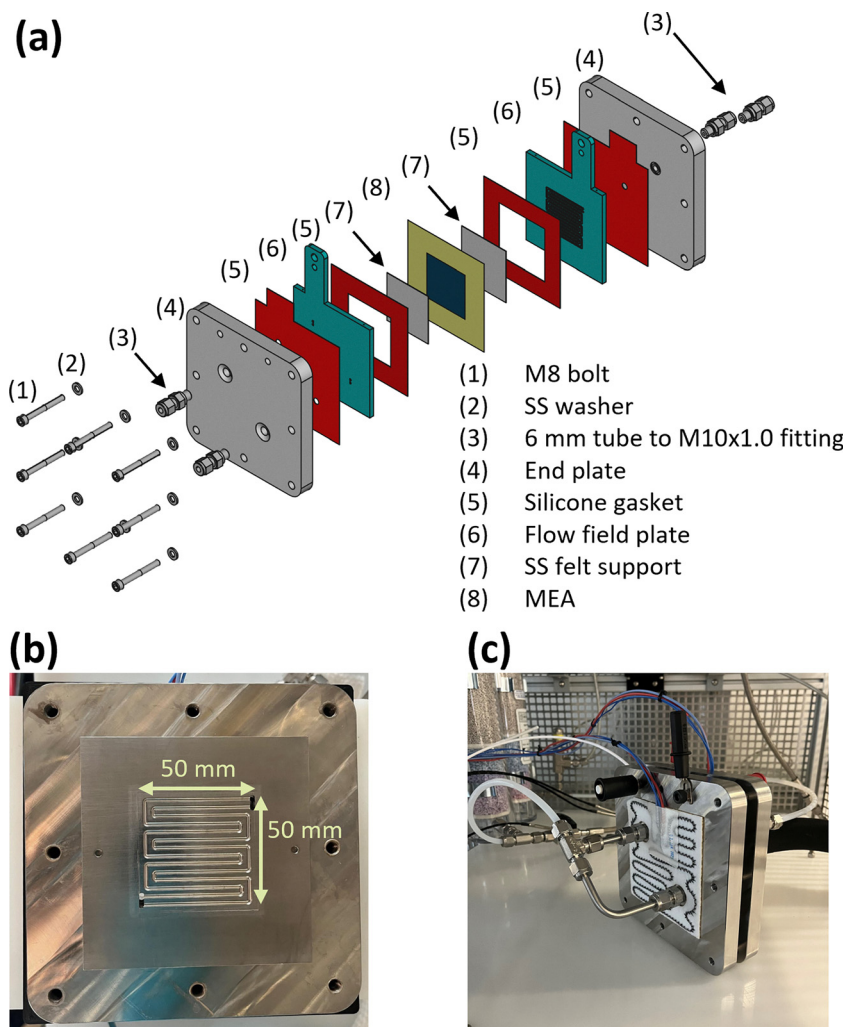 (a)
(3)
(4)
(5)
(6)
(5)
(7)
(8)
(7)
(5)
(6)
(5)
(4)
(3)
(2)
(1)
(1) M8 bolt
(2) SS washer
(3) 6 mm tube to M10x1.0 fitting
(4) End plate
(5) Silicone gasket
(6) Flow field plate
(7) SS felt support
(8) MEA
(b)
(c)
50 mm
50 mm